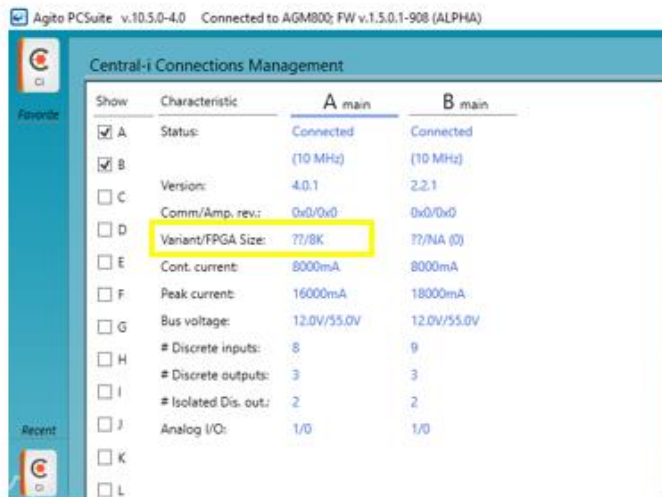 Agito PCSuite v.10.5.0-4.0 Connected to AGM800; FW v.1.5.0.1-908 (ALPHA)
CI
Favorite
Central-i Connections Management
Show Characteristic A main B main
A Status: Connected Connected
B (10 MHz) (10 MHz)
Version: 4.0.1 2.2.1
C
Comm/Amp. rev.: 0x0/0x0 0x0/0x0
D
Variant/FPGA Size: ??/8K ??/NA (0)
E Cont. current: 8000mA 8000mA
F Peak current: 16000mA 18000mA
G Bus voltage: 12.0V/55.0V 12.0V/55.0V
# Discrete inputs: 8 9
H
# Discrete outputs: 3 3
I
# Isolated Dis. out.: 2 2
J Analog I/O: 1/0 1/0
Recent
K
CI
L